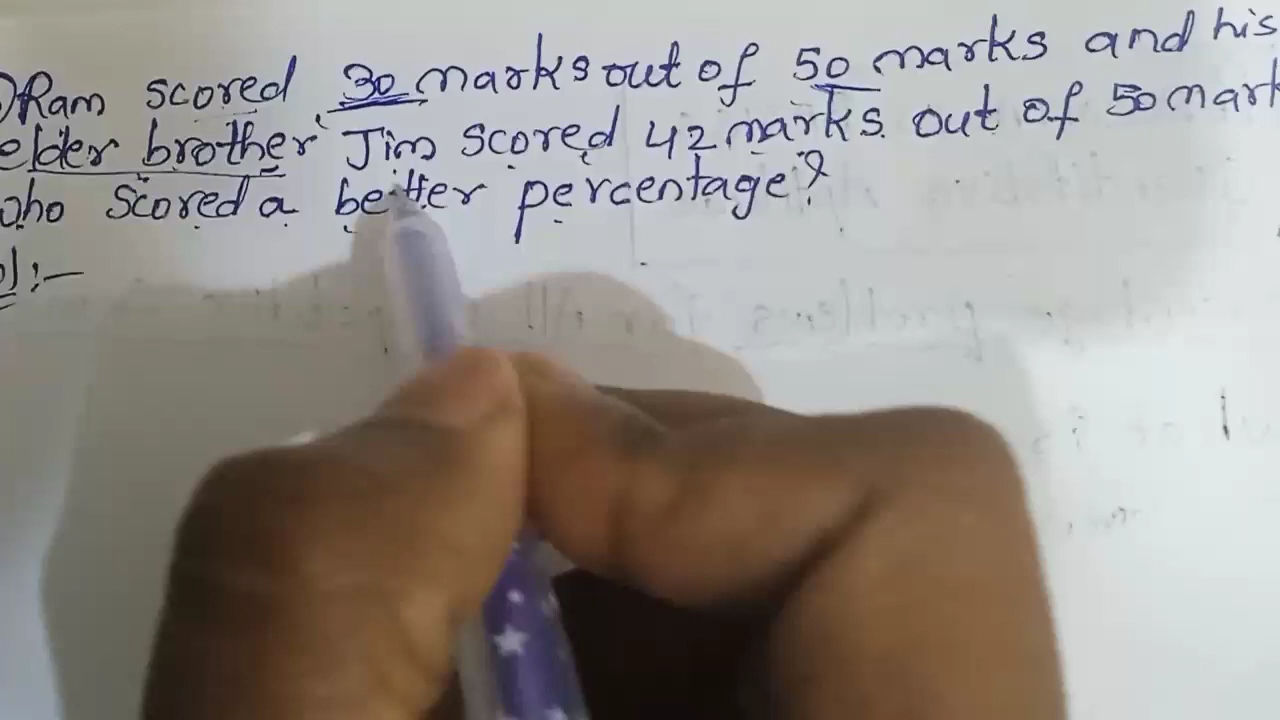 Ram scored 30 marks out of 50 marks and his
elder brother Jim scored 42 marks out of 50 mark
who scored a better percentage?
:-